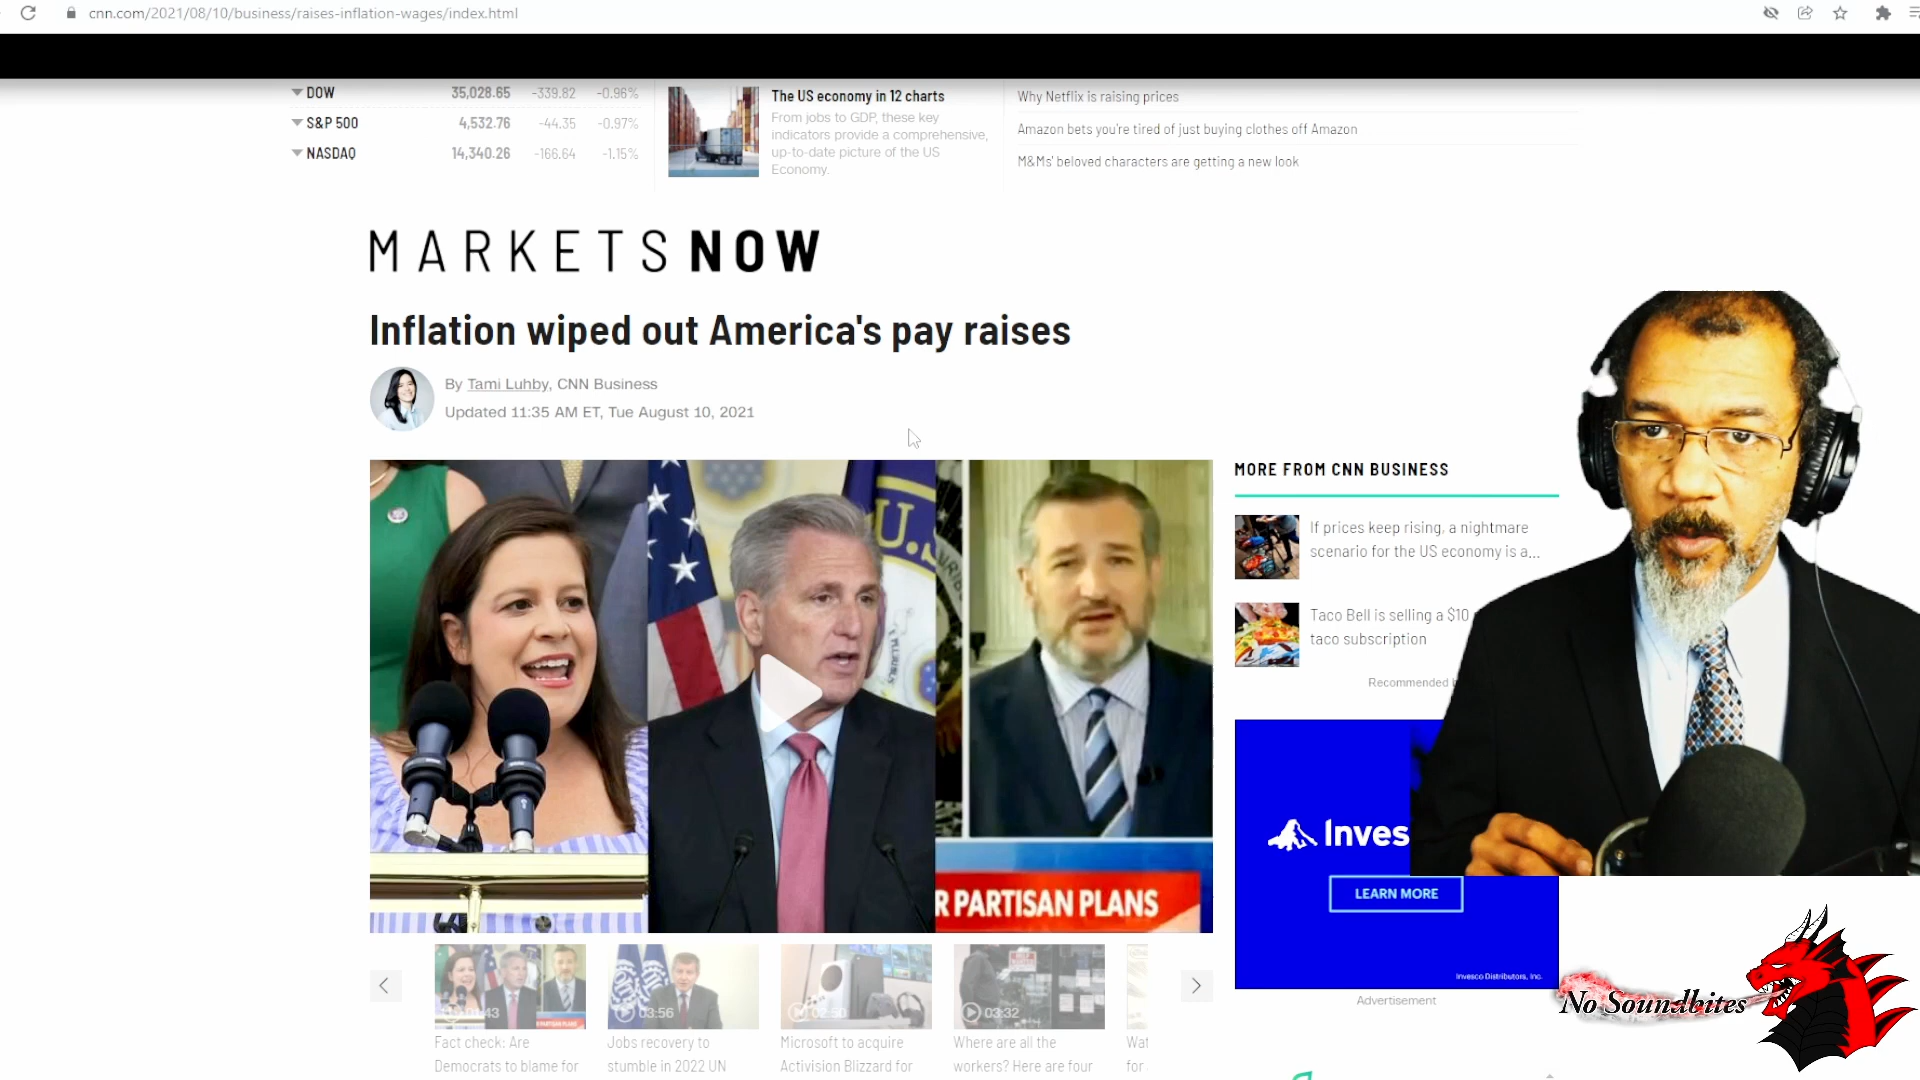 cnn.com/2021/08/10/business/raises-inflation-wages/index.html
DOW 35,028.65 -339.82 -0.96%
S&P 500 4,532.76 -44.35 -0.97%
NASDAQ 14,340.26 -166.64 -1.15%
The US economy in 12 charts
From jobs to GDP, these key
indicators provide a comprehensive,
up-to-date picture of the US
Economy.
Why Netflix is raising prices
Amazon bets you're tired of just buying clothes off Amazon
M&Ms' beloved characters are getting a new look
MARKETS NOW
Inflation wiped out America's pay raises
By Tami Luhby, CNN Business
Updated 11:35 AM ET, Tue August 10, 2021
U.S.
R PARTISAN PLANS
MORE FROM CNN BUSINESS
If prices keep rising, a nightmare
scenario for the US economy is a...
Taco Bell is selling a $10
taco subscription
Recommended
Inves
LEARN MORE
Invesco Distributors, Inc.
Advertisement
No Soundbites
03:56
03:32
Fact check: Are
Democrats to blame for
Jobs recovery to
stumble in 2022 UN
Microsoft to acquire
Activision Blizzard for
Where are all the
workers? Here are four
Wat
for